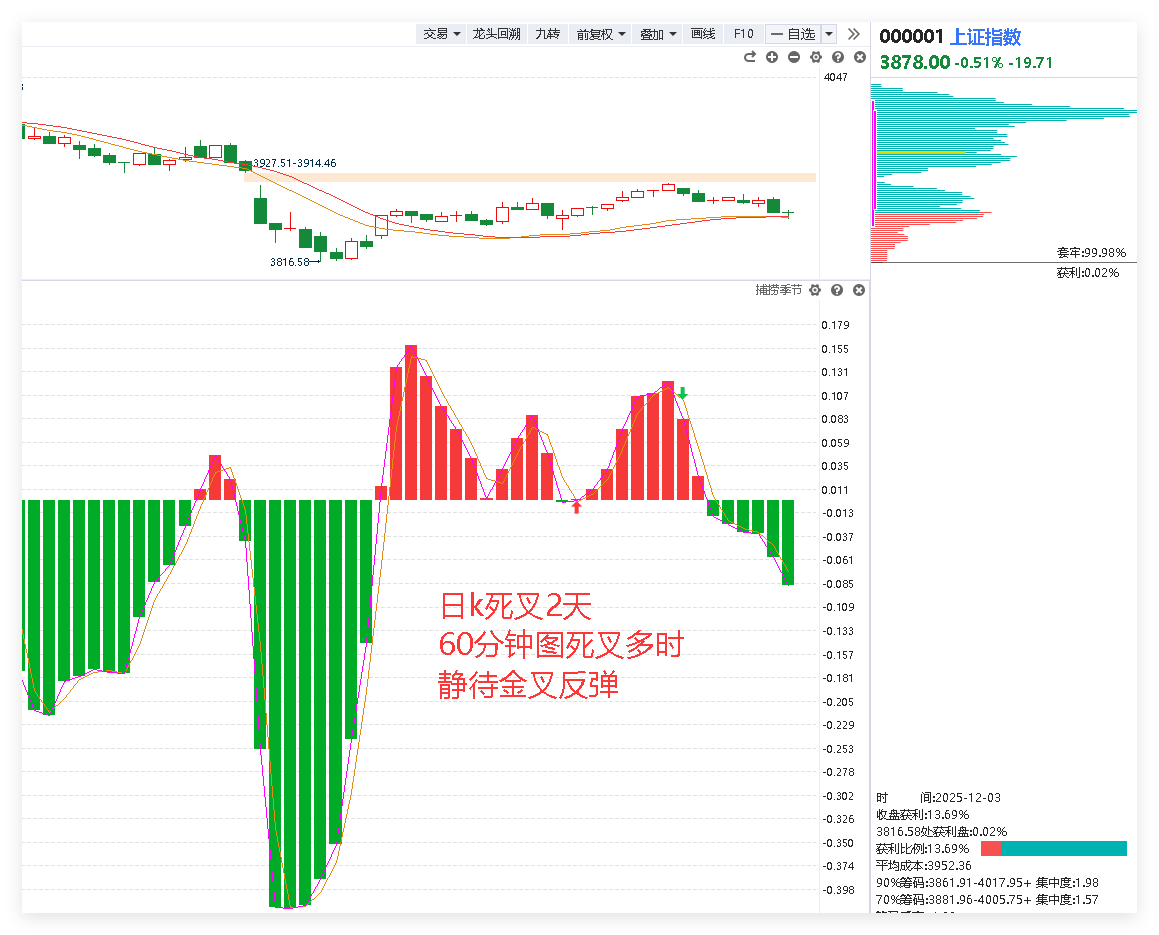 交易 龙头回溯 九转 前复权 叠加 画线 F10 一自选
000001 上证指数
3878.00 -0.51% -19.71
4047
3927.51-3914.46
3816.58
套牢:99.98%
获利:0.02%
捕捞季节
0.179
0.155
0.131
0.107
0.083
0.059
0.035
0.011
-0.013
-0.037
-0.061
-0.085
-0.109
-0.133
-0.157
-0.181
-0.205
-0.229
-0.253
-0.278
-0.302
-0.326
-0.350
-0.374
-0.398
日k死叉2天
60分钟图死叉多时
静待金叉反弹
时 间:2025-12-03
收盘获利:13.69%
3816.58处获利盘:0.02%
获利比例:13.69%
平均成本:3952.36
90%筹码:3861.91-4017.95+ 集中度:1.98
70%筹码:3881.96-4005.75+ 集中度:1.57